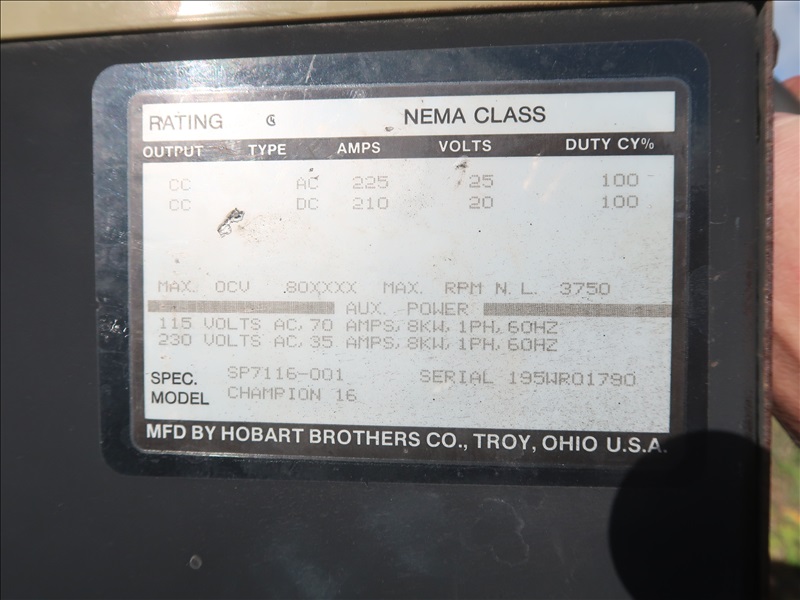 RATING G NEMA CLASS
OUTPUT TYPE AMPS VOLTS DUTY CY%
CC AC 225 25 100
CC DC 210 20 100
MAX. OCV 80XXXX MAX. RPM N.L. 3750
AUX. POWER
115 VOLTS AC, 70 AMPS, 8KW, 1PH, 60HZ
230 VOLTS AC, 35 AMPS, 8KW, 1PH, 60HZ
SPEC. SP7116-001 SERIAL 195WR01790
MODEL CHAMPION 16
MFD BY HOBART BROTHERS CO., TROY, OHIO U.S.A.